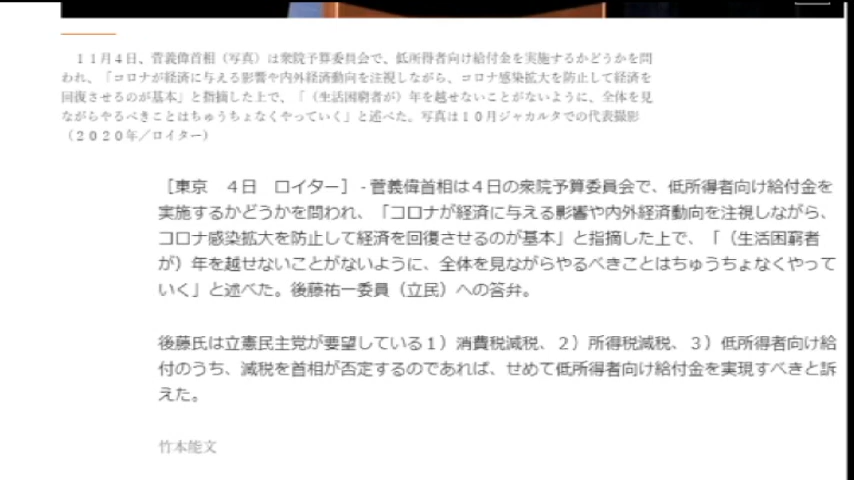 11月4日、菅義偉首相（写真）は衆院予算委員会で、低所得者向け給付金を実施するかどうかを問
われ、「コロナが経済に与える影響や内外経済動向を注視しながら、コロナ感染拡大を防止して経済を
回復させるのが基本」と指摘した上で、「（生活困窮者が）年を越せないことがないように、全体を見
ながらやるべきことはちゅうちょなくやっていく」と述べた。写真は10月ジャカルタでの代表撮影
（2020年／ロイター）
［東京　４日　ロイター］ - 菅義偉首相は４日の衆院予算委員会で、低所得者向け給付金を
実施するかどうかを問われ、「コロナが経済に与える影響や内外経済動向を注視しながら、
コロナ感染拡大を防止して経済を回復させるのが基本」と指摘した上で、「（生活困窮者
が）年を越せないことがないように、全体を見ながらやるべきことはちゅうちょなくやって
いく」と述べた。後藤祐一委員（立民）への答弁。
後藤氏は立憲民主党が要望している１）消費税減税、２）所得税減税、３）低所得者向け給
付のうち、減税を首相が否定するのであれば、せめて低所得者向け給付金を実現すべきと訴
えた。
竹本能文